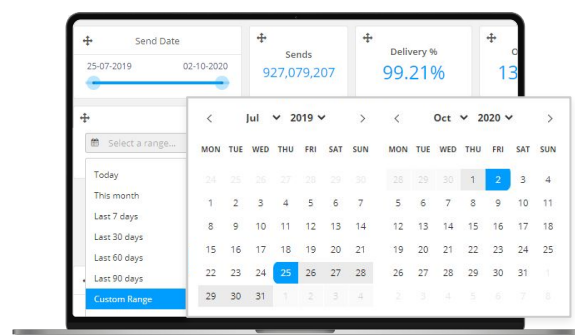 Send Date
25-07-2019 02-10-2020
Sends
927,079,207
Delivery %
99.21%
O
13
Select a range...
Today
This month
Last 7 days
Last 30 days
Last 60 days
Last 90 days
Custom Range
< Jul 2019 >
MON TUE WED THU FRI SAT SUN
24 25 26 27 28 29 30
1 2 3 4 5 6 7
8 9 10 11 12 13 14
15 16 17 18 19 20 21
22 23 24 25 26 27 28
29 30 31 1 2 3 4
< Oct 2020 >
MON TUE WED THU FRI SAT SUN
28 29 30 1 2 3 4
5 6 7 8 9 10 11
12 13 14 15 16 17 18
19 20 21 22 23 24 25
26 27 28 29 30 31 1
2 3 4 5 6 7 8